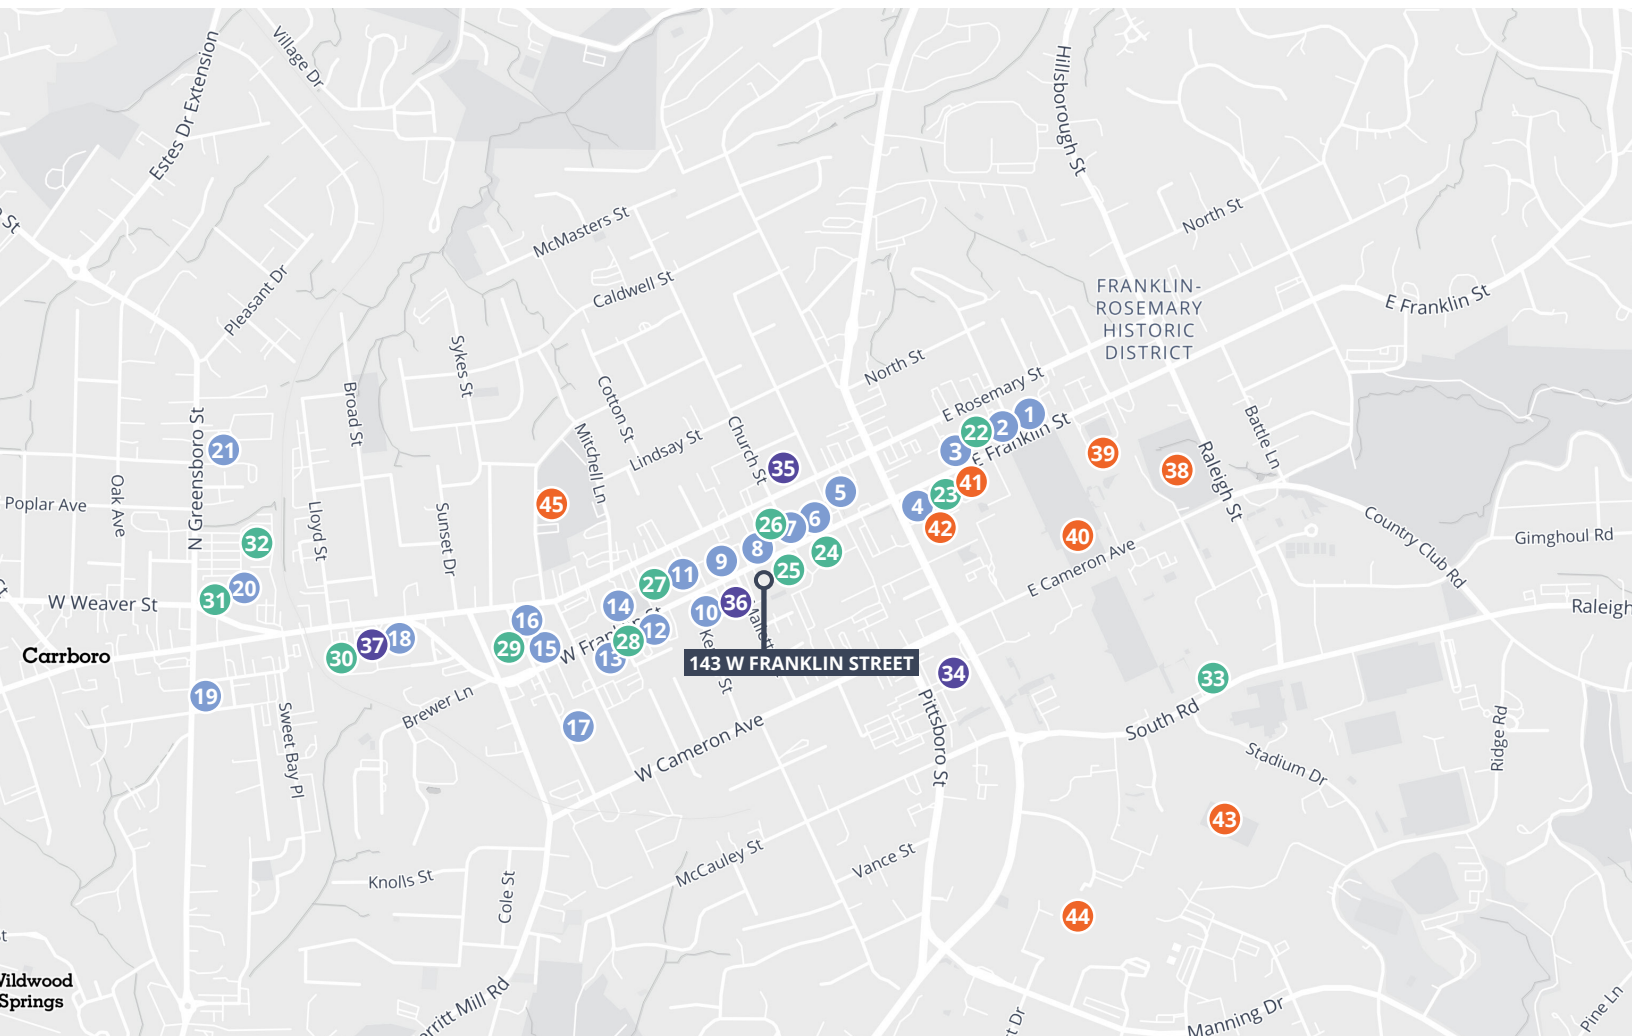 Village Dr
Estes Dr Extension
Hillsborough St
St
McMasters St
North St
Caldwell St
Pleasant Dr
FRANKLIN-
ROSEMARY
HISTORIC
DISTRICT
E Franklin St
Sykes St
North St
E Rosemary St
Broad St
Cotton St
Church St
Lindsay St
Mitchell Ln
1
2
22
3
E Franklin St
Battle Ln
N Greensboro St
21
39
38
35
Raleigh St
Oak Ave
Poplar Ave
45
5
41
23
4
Lloyd St
Sunset Dr
26
7
6
42
40
Country Club Rd
Gimghoul Rd
32
8
24
9
25
11
27
E Cameron Ave
20
31
W Weaver St
14
10
36
Raleigh
16
W Franklin St
12
28
13
37
18
29
15
30
Carrboro
143 W FRANKLIN STREET
34
33
19
Brewer Ln
Sweet Bay Pl
17
W Cameron Ave
Pittsboro St
South Rd
Ridge Rd
Stadium Dr
43
McCauley St
Vance St
Knolls St
Cole St
44
Springs
Manning Dr
Pine Ln